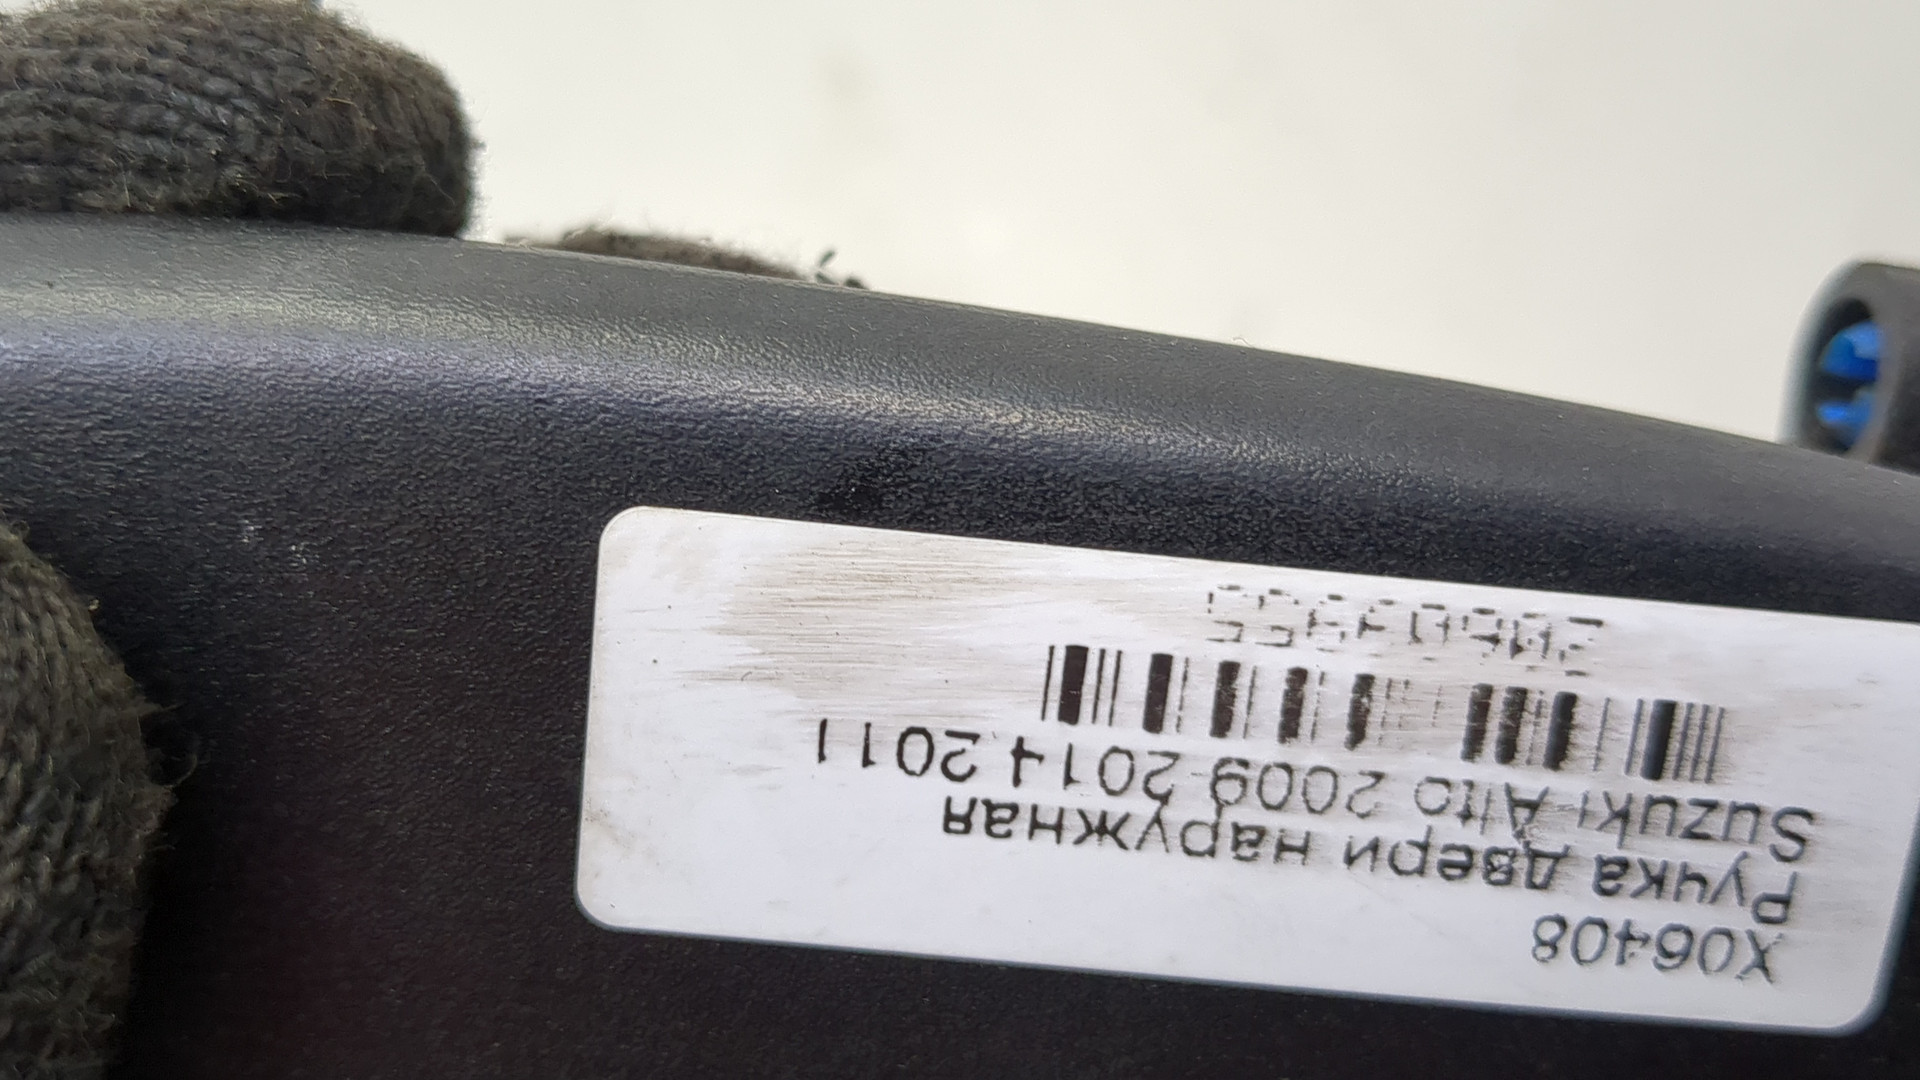 X06408
Ручка двери наружная
Suzuki Alto 2009-2014 2011